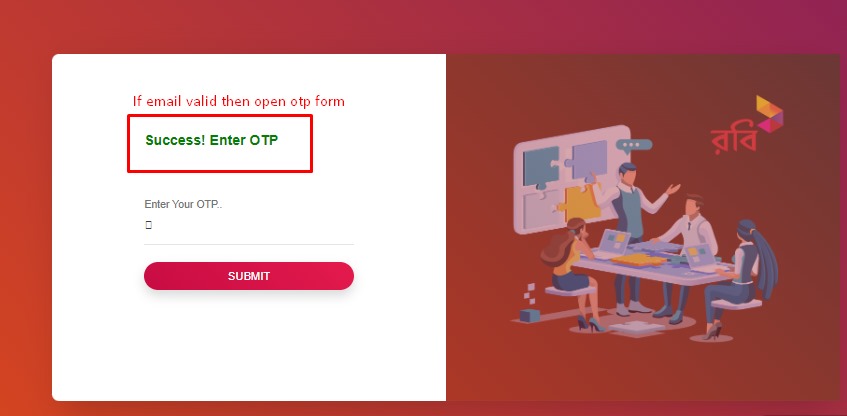 If email valid then open otp form
Success! Enter OTP
Enter Your OTP..
SUBMIT
রবি